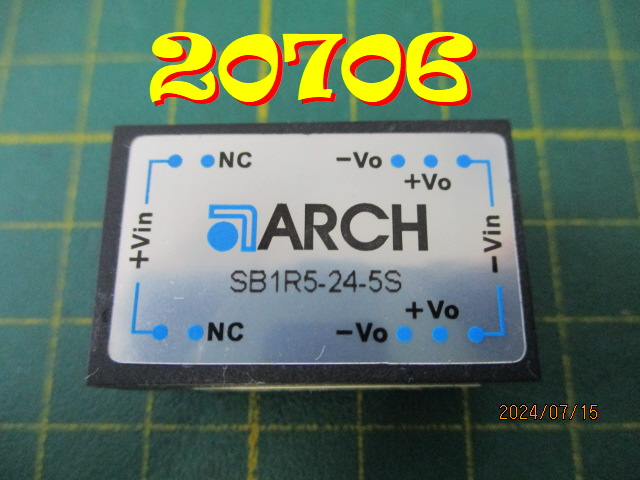 20706
NC -Vo
+Vo
+Vin
ARCH
-Vin
SB1R5-24-5S
+Vo
NC -Vo
2024/07/15